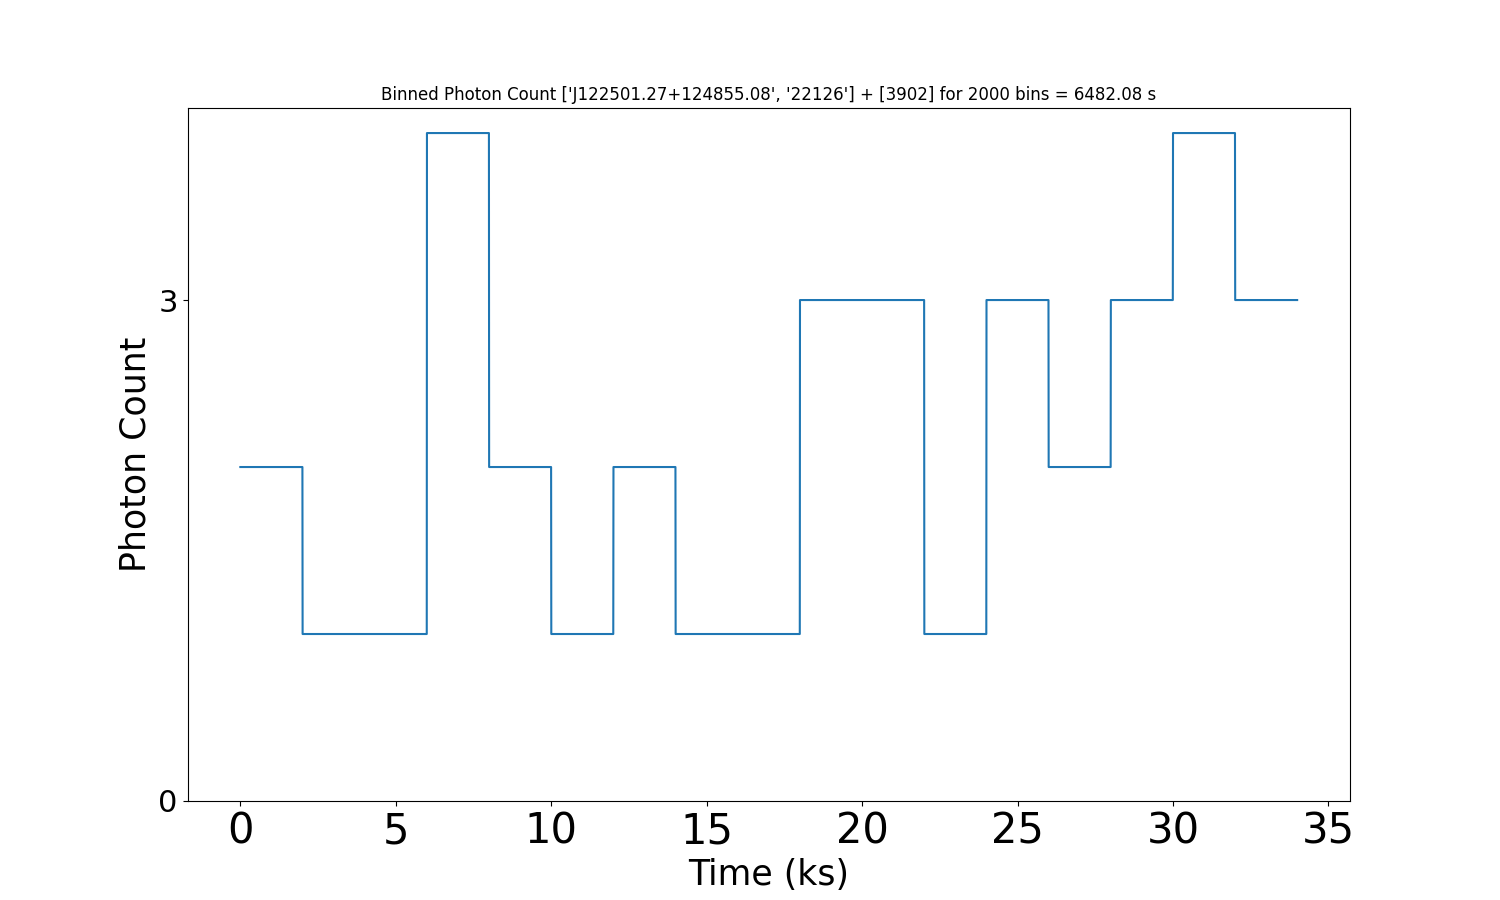 Binned Photon Count ['J122501.27+124855.08', '22126'] + [3902] for 2000 bins = 6482.08 s
3
Photon Count
0
0 5 10 15 20 25 30 35
Time (ks)